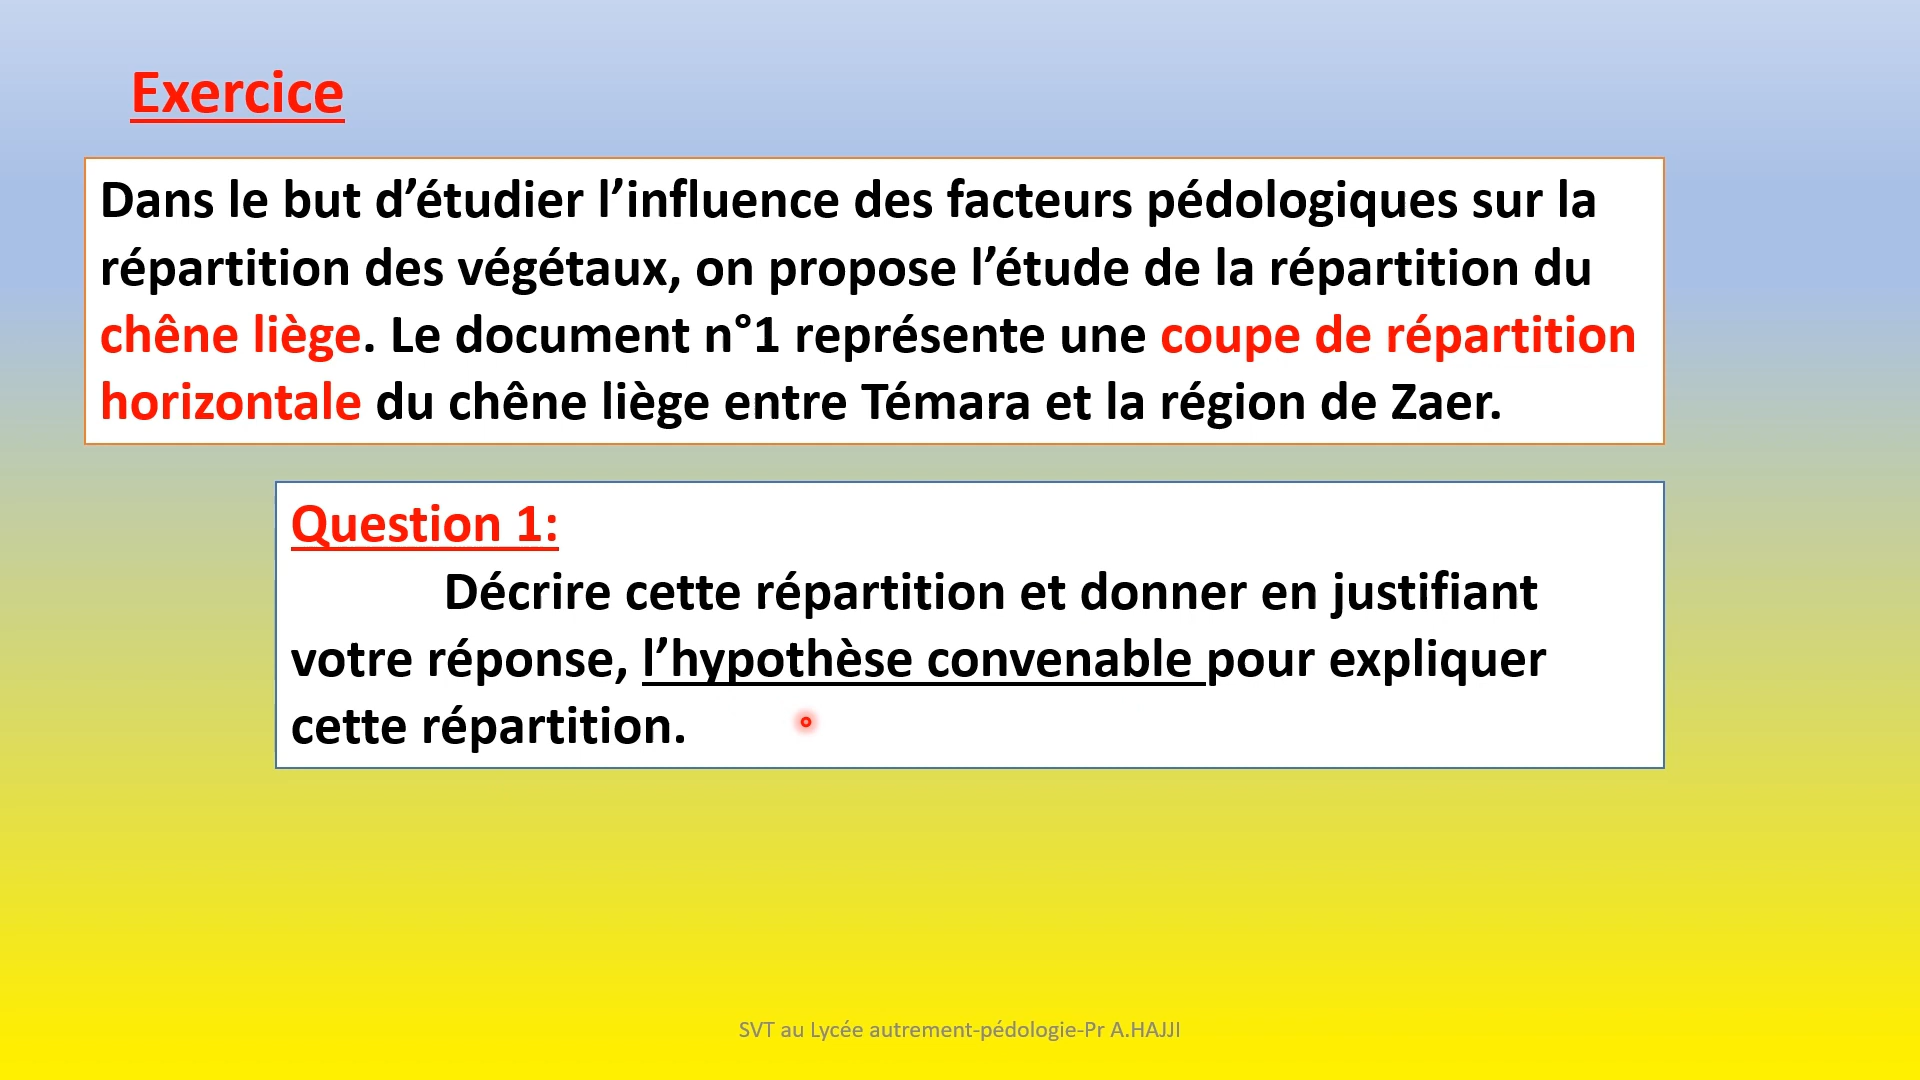 Exercice
Dans le but d’étudier l’influence des facteurs pédologiques sur la
répartition des végétaux, on propose l’étude de la répartition du
chêne liège. Le document n°1 représente une coupe de répartition
horizontale du chêne liège entre Témara et la région de Zaer.
Question 1:
Décrire cette répartition et donner en justifiant
votre réponse, l’hypothèse convenable pour expliquer
cette répartition.
SVT au Lycée autrement-pédologie-Pr A.HAJJI